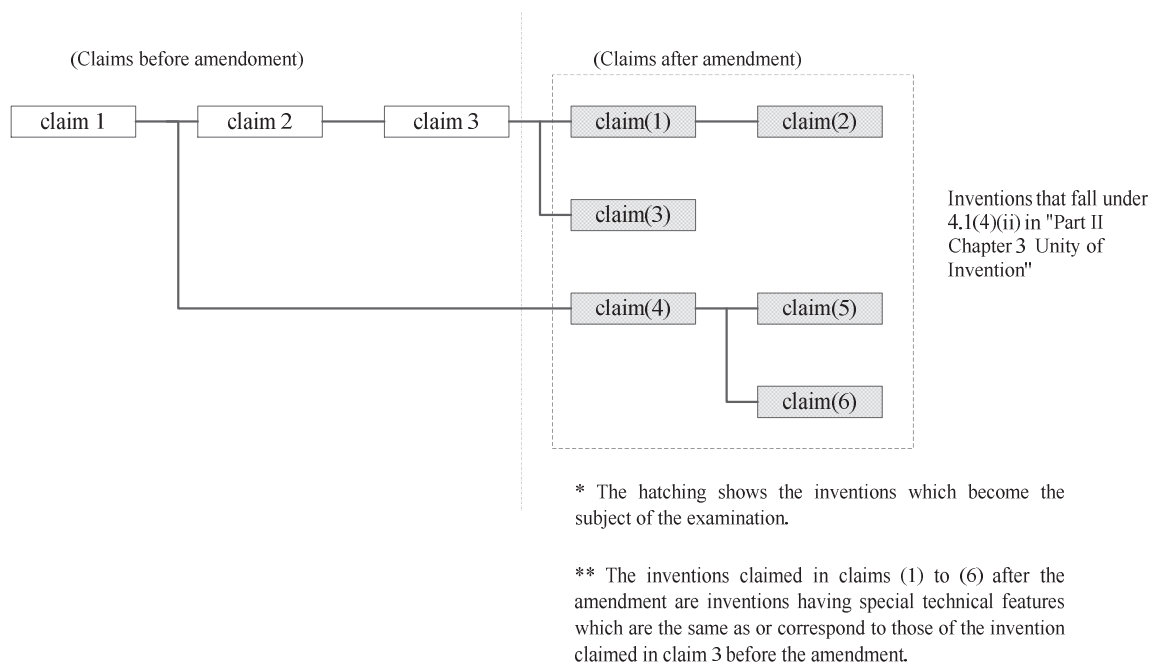 (Claims before amendoment)
(Claims after amendment)
claim 1
claim 2
claim 3
claim(1)
claim(2)
claim(3)
claim(4)
claim(5)
claim(6)
Inventions that fall under
4.1(4)(ii) in "Part II
Chapter 3 Unity of
Invention"
* The hatching shows the inventions which become the
subject of the examination.
** The inventions claimed in claims (1) to (6) after the
amendment are inventions having special technical features
which are the same as or correspond to those of the invention
claimed in claim 3 before the amendment.